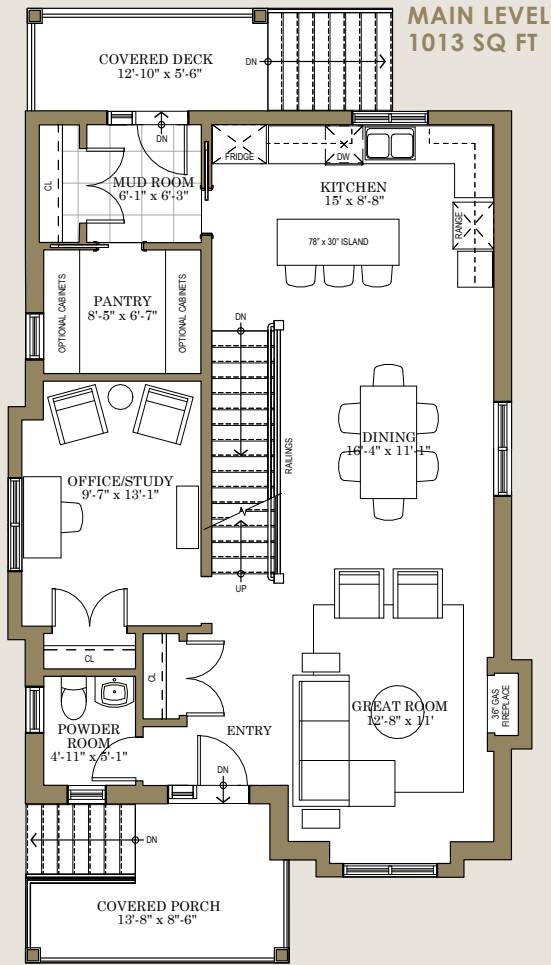 MAIN LEVEL
1013 SQ FT
COVERED DECK
12'-10" x 5'-6"
DN
DN
CL
MUD ROOM
6'-1" x 6'-3"
FRIDGE
DW
KITCHEN
15' x 8'-8"
RANGE
78" x 30" ISLAND
OPTIONAL CABINETS
PANTRY
8'-5" x 6'-7"
OPTIONAL CABINETS
DN
RAILINGS
DINING
16'-4" x 11'-1"
OFFICE/STUDY
9'-7" x 13'-1"
UP
CL
CL
GREAT ROOM
12'-8" x 11'
36" GAS
FIREPLACE
POWDER
ROOM
4'-11" x 5'-1"
ENTRY
DN
DN
COVERED PORCH
13'-8" x 8'-6"